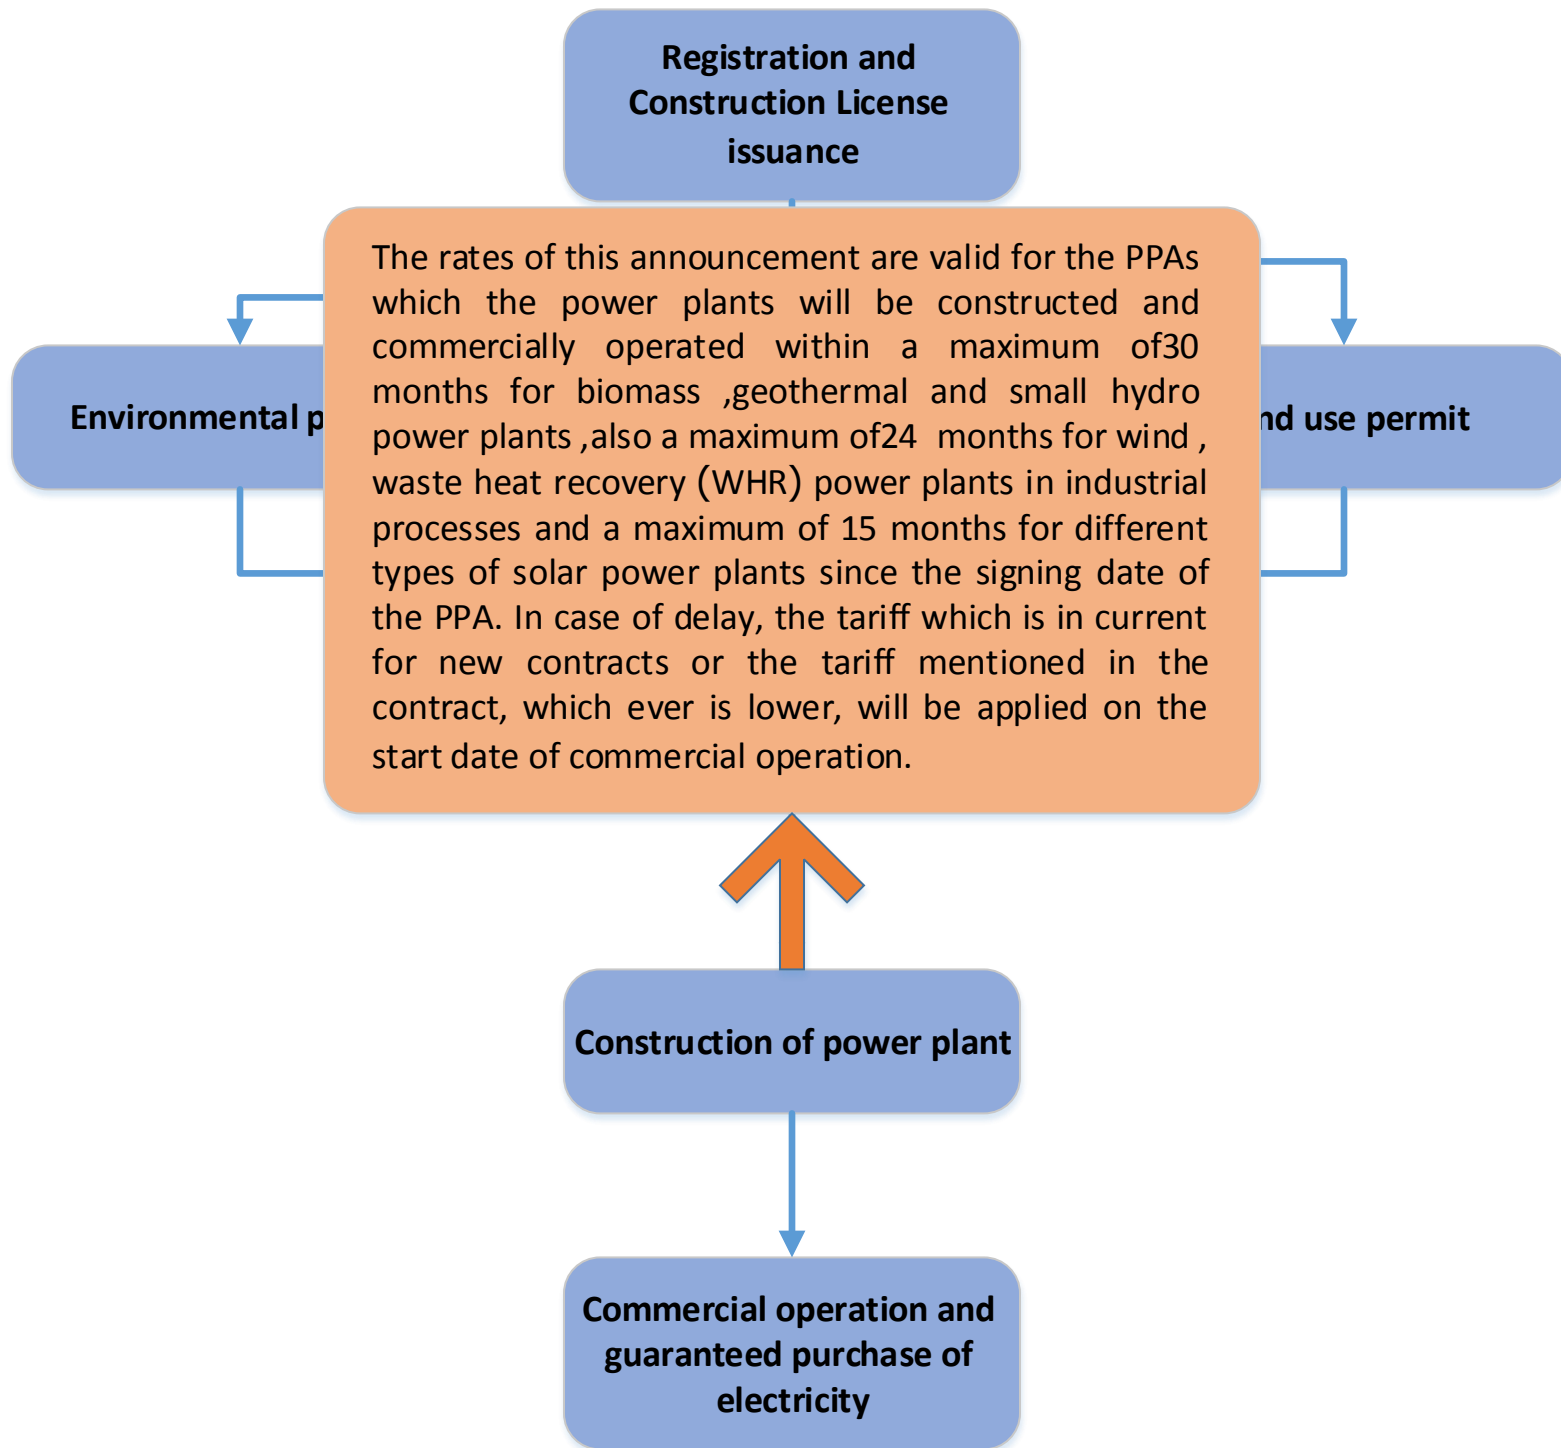 Registration and
Construction License
issuance
The rates of this announcement are valid for the PPAs
which the power plants will be constructed and
commercially operated within a maximum of30
months for biomass ,geothermal and small hydro
power plants ,also a maximum of24 months for wind ,
waste heat recovery (WHR) power plants in industrial
processes and a maximum of 15 months for different
types of solar power plants since the signing date of
the PPA. In case of delay, the tariff which is in current
for new contracts or the tariff mentioned in the
contract, which ever is lower, will be applied on the
start date of commercial operation.
Environmental
use permit
Construction of power plant
Commercial operation and
guaranteed purchase of
electricity